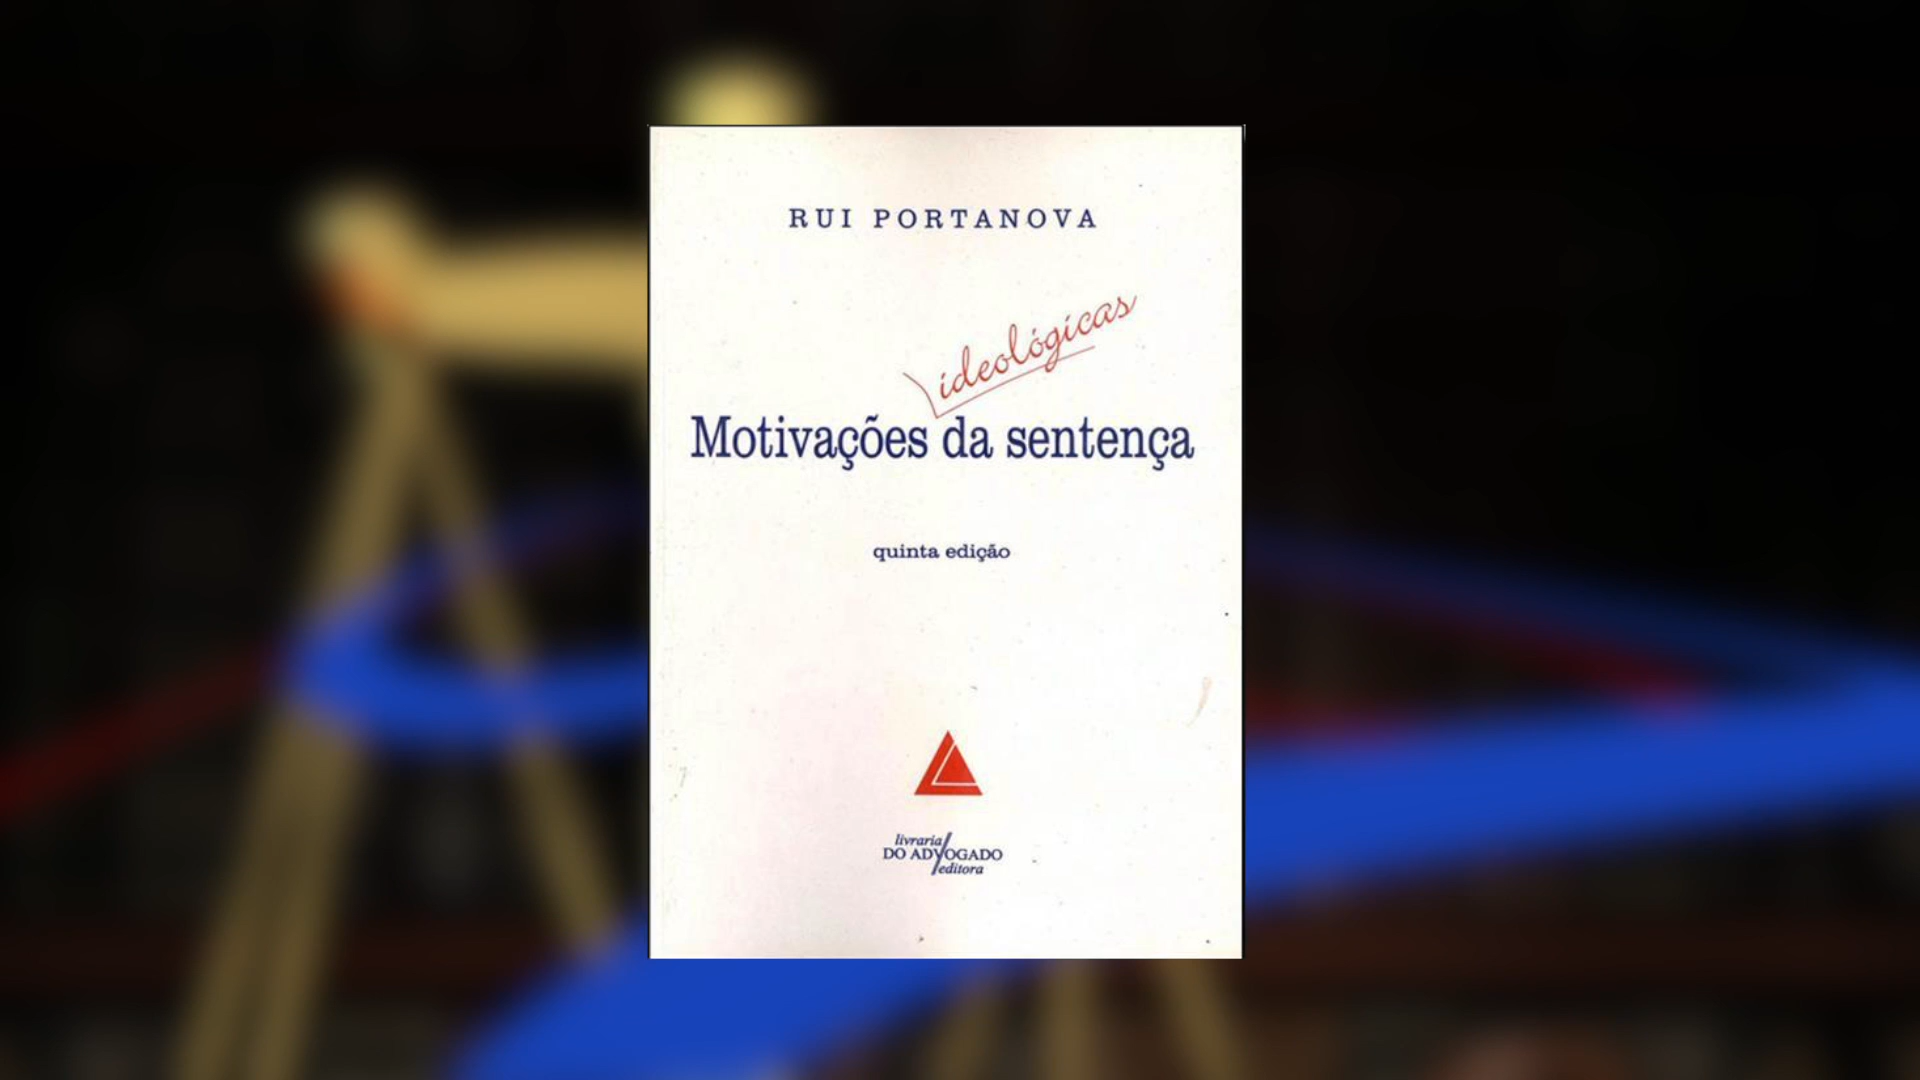 RUI PORTANOVA
ideológicas
Motivações da sentença
quinta edição
livraria
DO ADVOGADO
editora